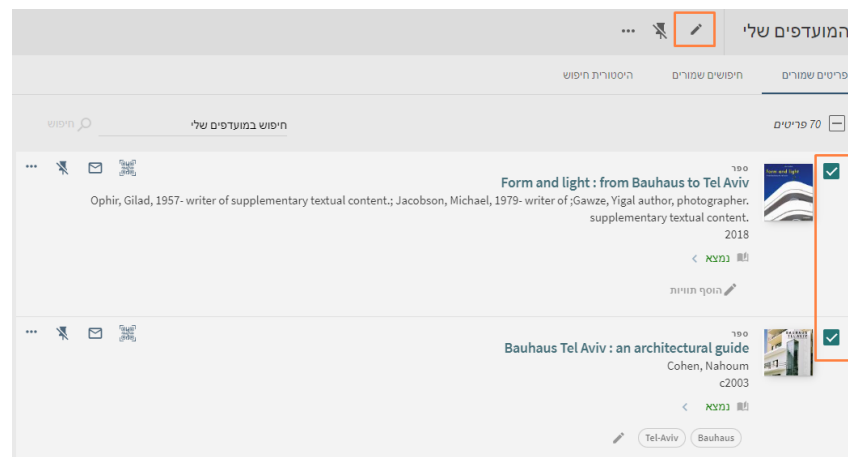 המועדפים שלי
פריטים שמורים
חיפושים שמורים
היסטורית חיפוש
70 פריטים
חיפוש במועדפים שלי
חיפוש
ספר
Form and light : from Bauhaus to Tel Aviv
Ophir, Gilad, 1957- writer of supplementary textual content.; Jacobson, Michael, 1979- writer of ;Gawze, Yigal author, photographer.
supplementary textual content.
2018
נמצא
הוסף תוויות
ספר
Bauhaus Tel Aviv : an architectural guide
Cohen, Nahoum
c2003
נמצא
Tel-Aviv Bauhaus